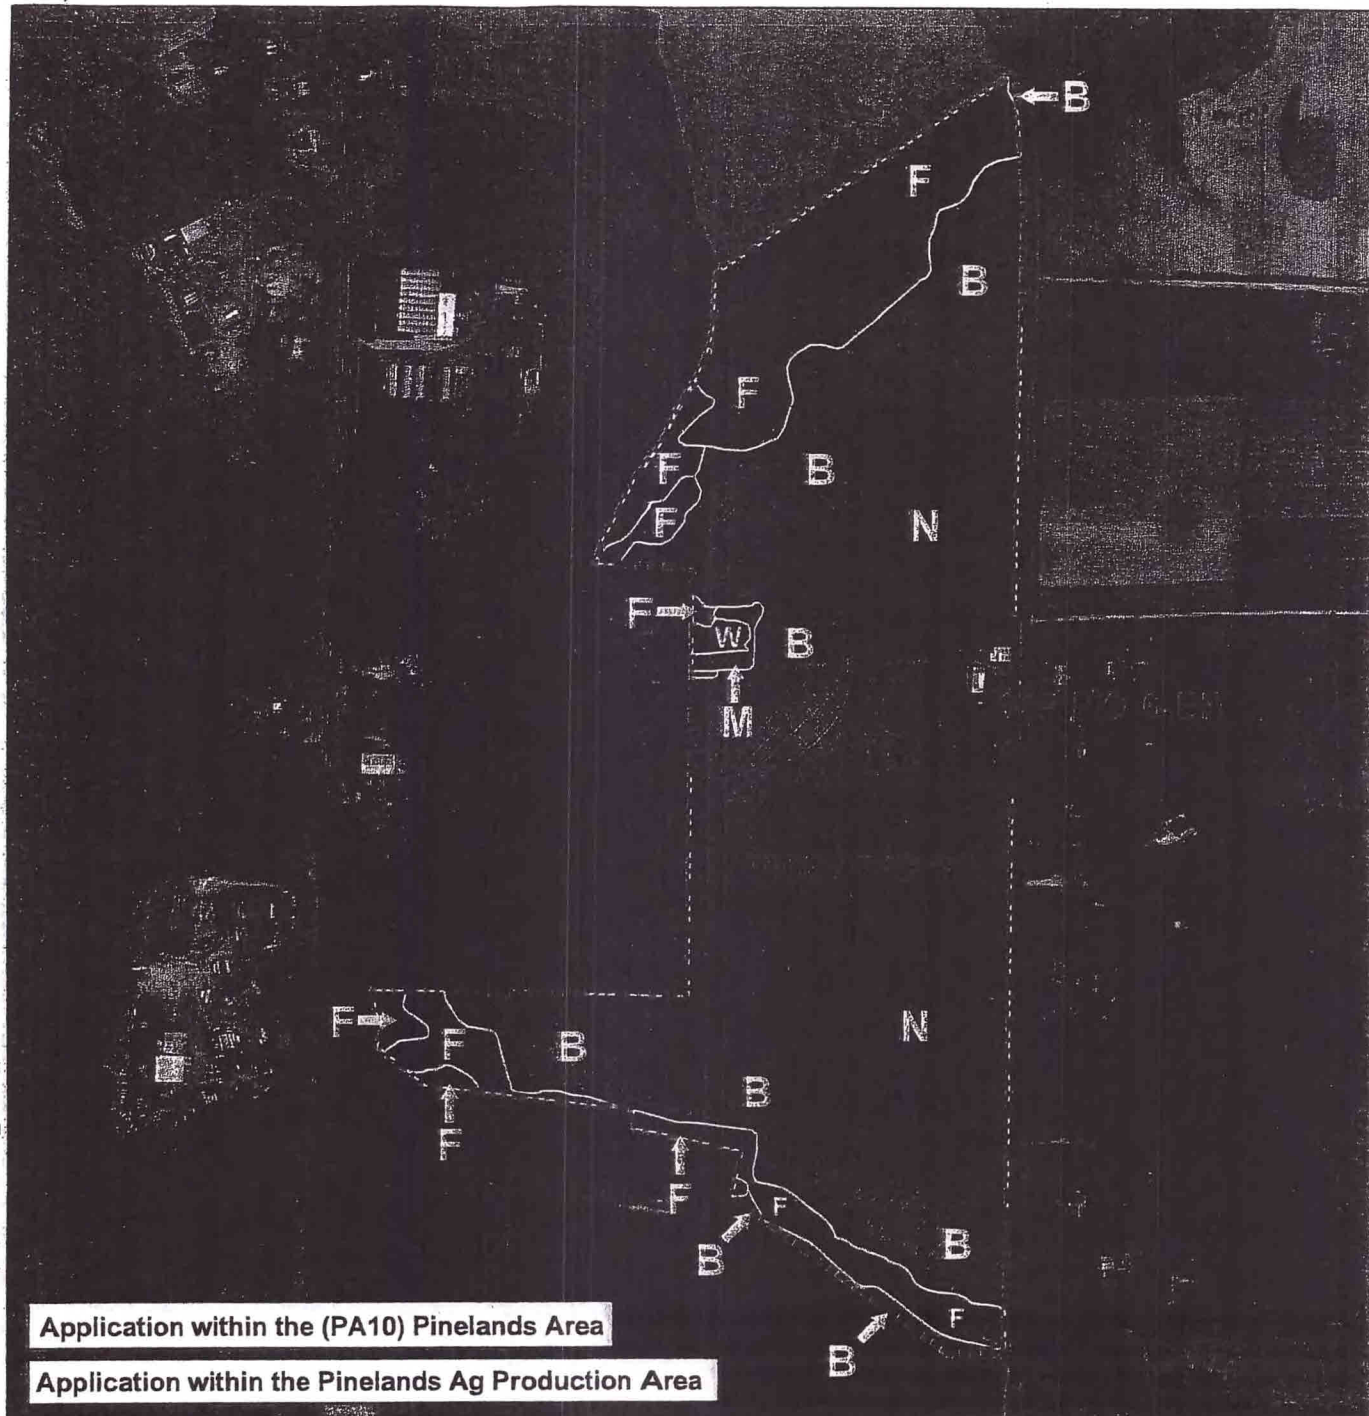 B
F
B
F
F
B
F
N
F
W
B
M
F
F
B
N
B
F
F
F
B
B
F
B
Application within the (PA10) Pinelands Area
Application within the Pinelands Ag Production Area